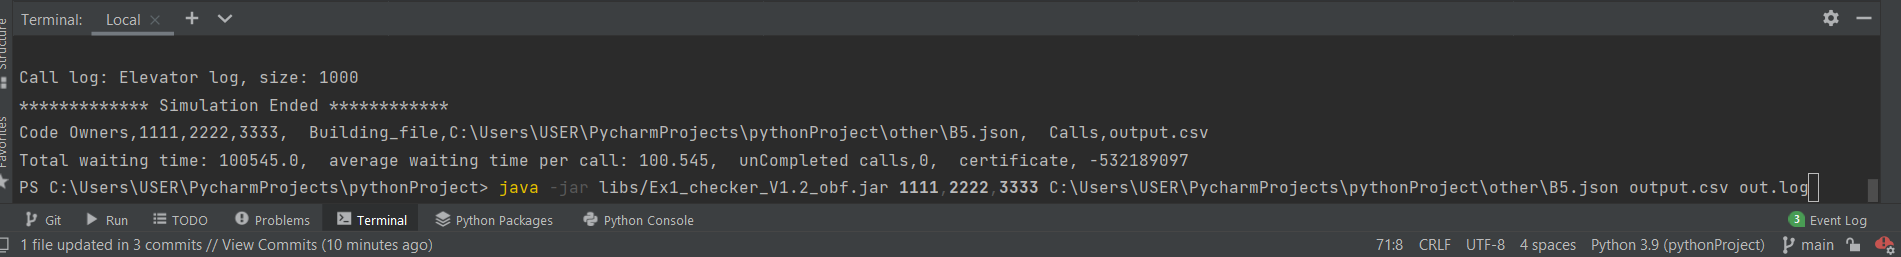 Terminal: Local
Structure
Call log: Elevator log, size: 1000
************* Simulation Ended ************
Code Owners,1111,2222,3333,  Building_file,C:\Users\USER\PycharmProjects\pythonProject\other\B5.json,  Calls,output.csv
Total waiting time: 100545.0,  average waiting time per call: 100.545,  unCompleted calls,0,  certificate, -532189097
PS C:\Users\USER\PycharmProjects\pythonProject> java -jar libs/Ex1_checker_V1.2_obf.jar 1111,2222,3333 C:\Users\USER\PycharmProjects\pythonProject\other\B5.json output.csv out.log
Favorites
Git Run TODO Problems Terminal Python Packages Python Console 3 Event Log
1 file updated in 3 commits // View Commits (10 minutes ago) 71:8 CRLF UTF-8 4 spaces Python 3.9 (pythonProject) main